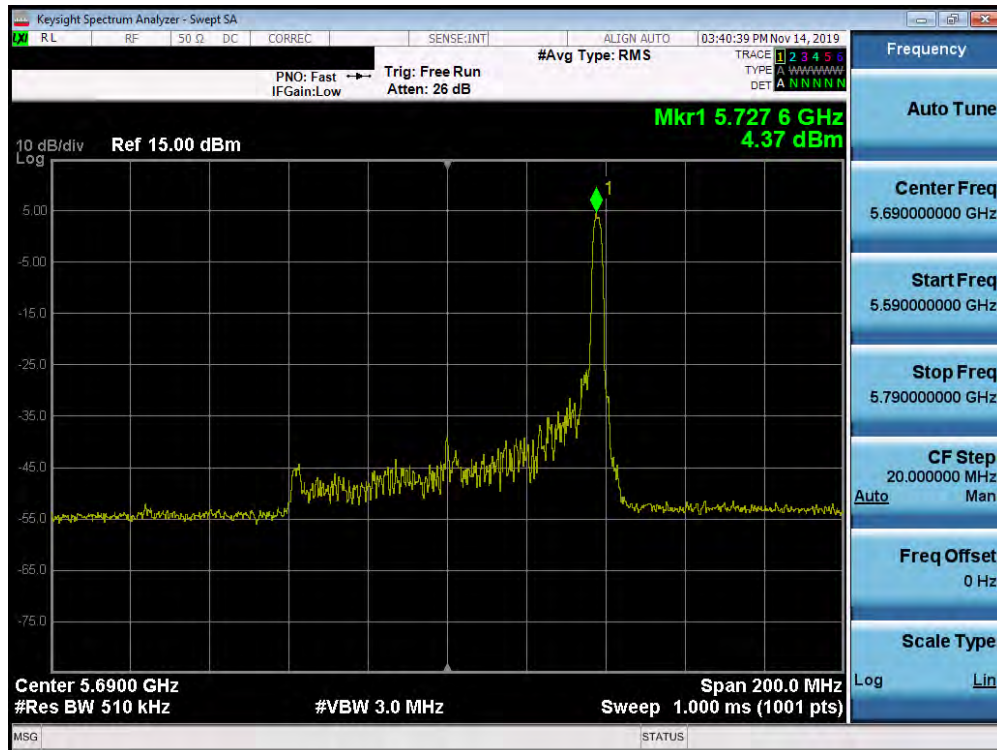 Keysight Spectrum Analyzer - Swept SA
LXI RL RF 50 Ω DC CORREC SENSE:INT ALIGN AUTO 03:40:39 PM Nov 14, 2019
#Avg Type: RMS TRACE 1 2 3 4 5 6
PNO: Fast Trig: Free Run TYPE A WWWWWW
IFGain:Low Atten: 26 dB DET A N N N N N
Mkr1 5.727 6 GHz
4.37 dBm
10 dB/div Ref 15.00 dBm
Log
1
5.00
-5.00
-15.0
-25.0
-35.0
-45.0
-55.0
-65.0
-75.0
Center 5.6900 GHz Span 200.0 MHz
#Res BW 510 kHz #VBW 3.0 MHz Sweep 1.000 ms (1001 pts)
MSG STATUS
Frequency
Auto Tune
Center Freq
5.690000000 GHz
Start Freq
5.590000000 GHz
Stop Freq
5.790000000 GHz
CF Step
20.000000 MHz
Auto Man
Freq Offset
0 Hz
Scale Type
Log Lin